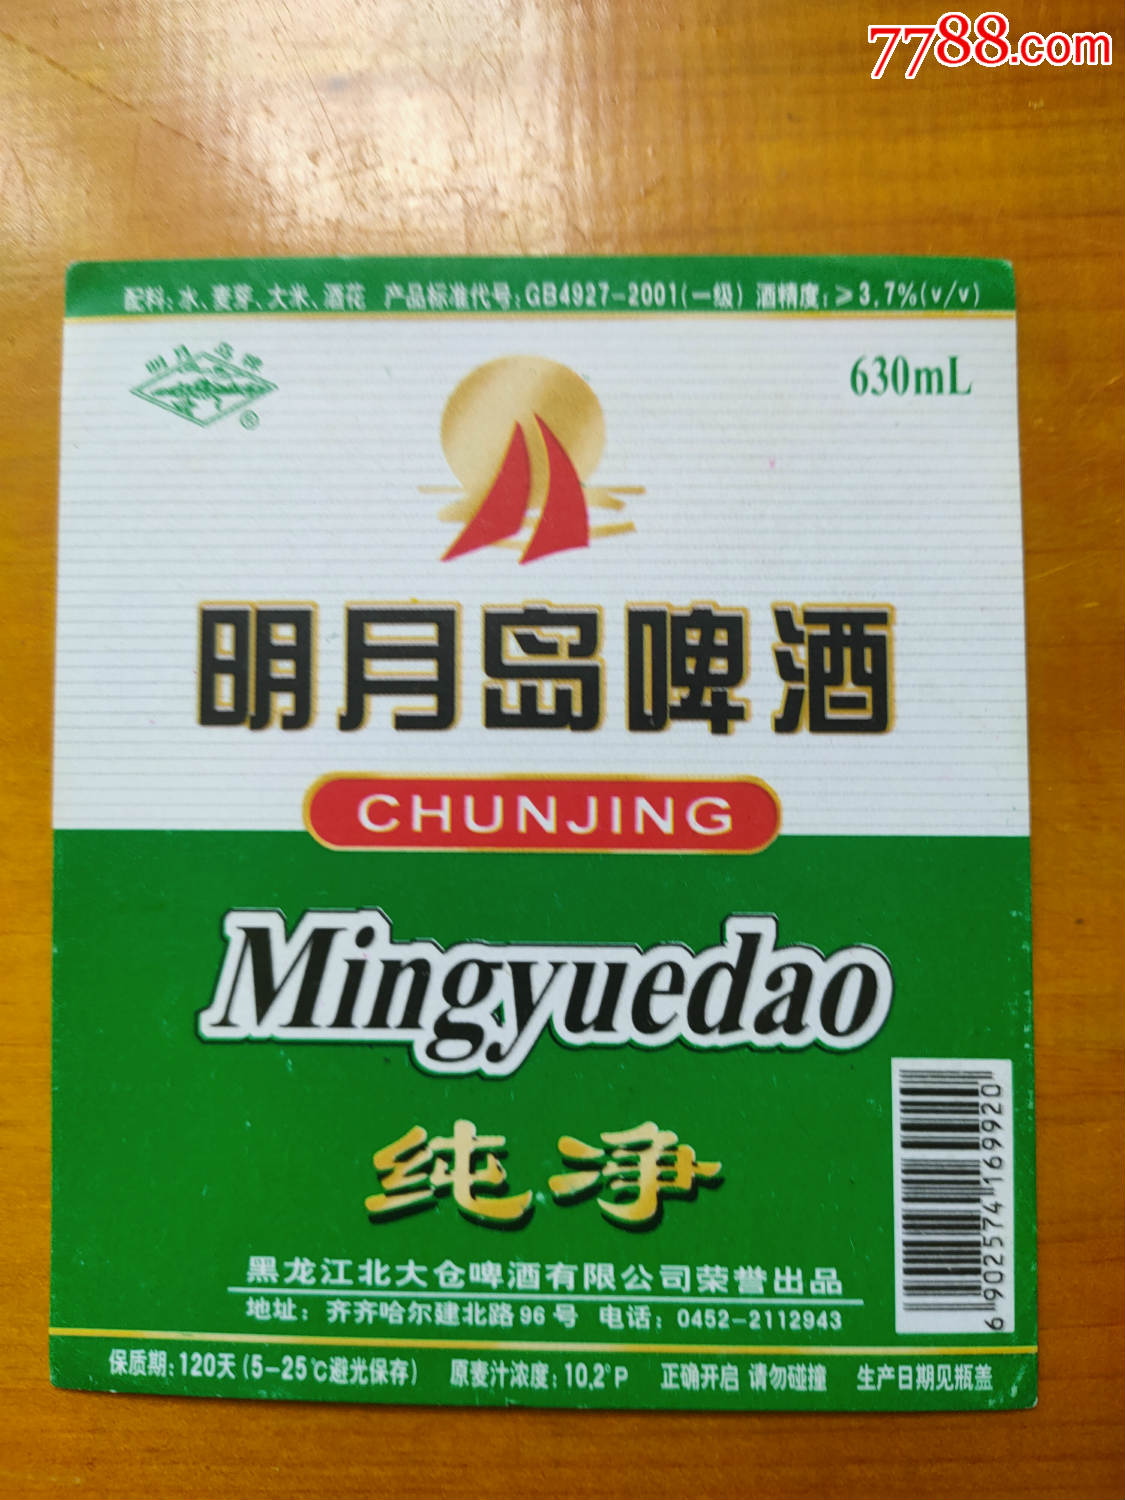 7788.com
配料:水、麦芽、大米、酒花 产品标准代号:GB4927-2001(一级) 酒精度:≥3.7%(v/v)
630mL
®
明月岛啤酒
CHUNJING
Mingyuedao
纯净
黑龙江北大仓啤酒有限公司荣誉出品
地址:齐齐哈尔建北路96号 电话:0452-2112943
6902574169920
保质期:120天(5-25℃避光保存) 原麦汁浓度:10.2°P 正确开启 请勿碰撞 生产日期见瓶盖